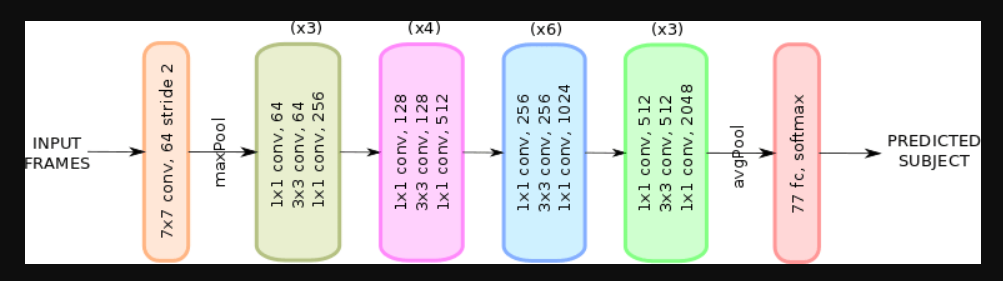 INPUT
FRAMES
7x7 conv, 64 stride 2
maxPool
(x3)
1x1 conv, 64
3x3 conv, 64
1x1 conv, 256
(x4)
1x1 conv, 128
3x3 conv, 128
1x1 conv, 512
(x6)
1x1 conv, 256
3x3 conv, 256
1x1 conv, 1024
(x3)
1x1 conv, 512
3x3 conv, 512
1x1 conv, 2048
avgPool
77 fc, softmax
PREDICTED
SUBJECT